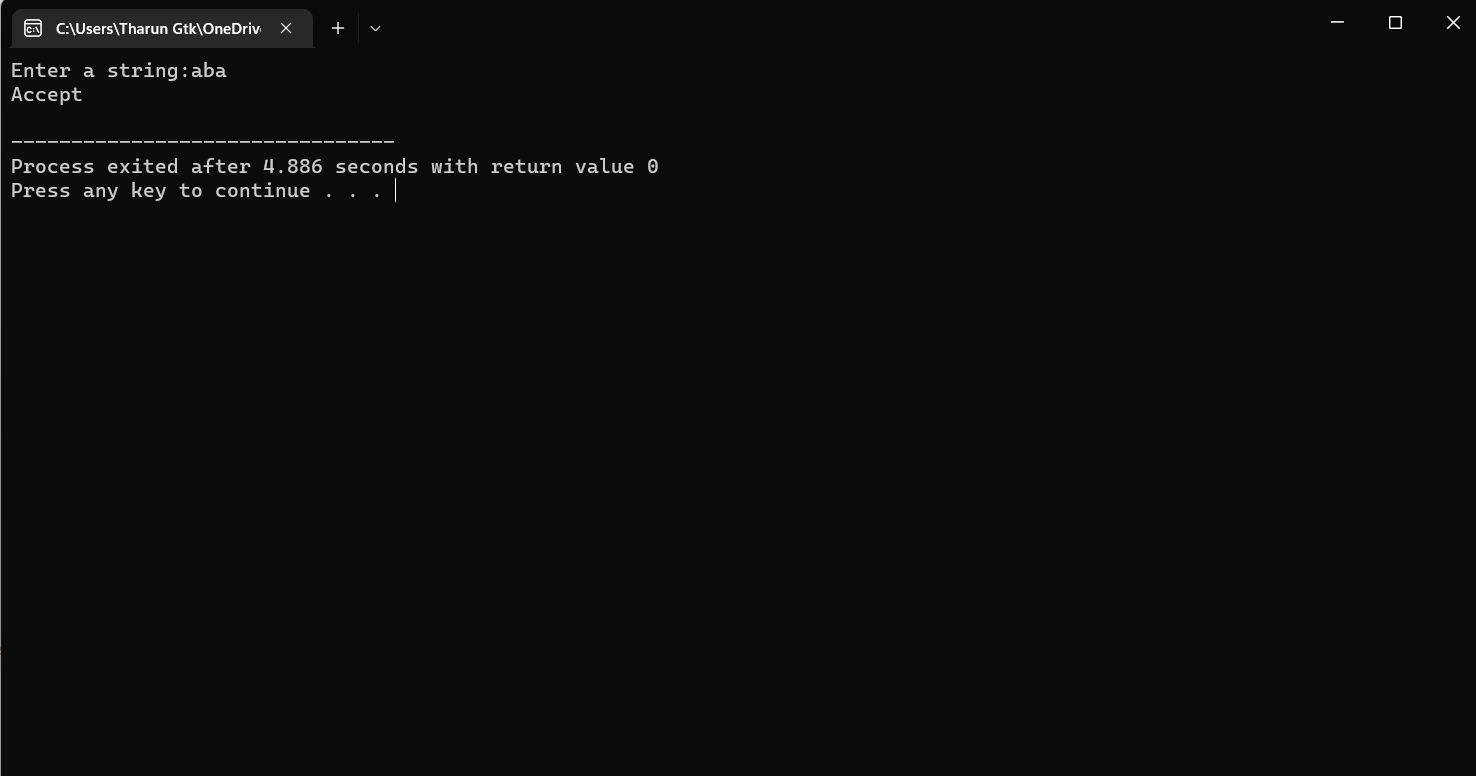 C:\Users\Tharun Gtk\OneDriv
Enter a string:aba
Accept
--------------------------------
Process exited after 4.886 seconds with return value 0
Press any key to continue . . .